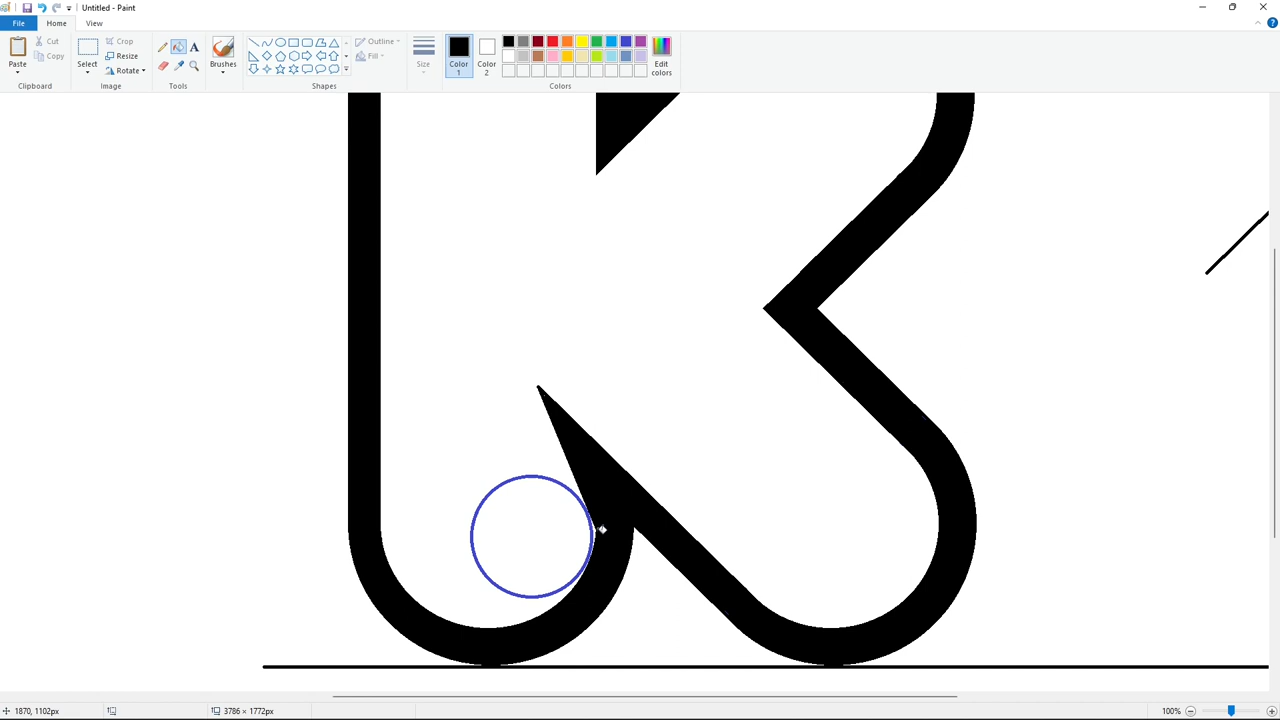 Untitled - Paint
File Home View
Paste
Cut
Copy
Clipboard
Select
Crop
Resize
Rotate
Image
Tools
Brushes
Outline
Fill
Shapes
Size
Color 1
Color 2
Edit colors
Colors
K
1870, 1102px
3786 × 1772px
100%